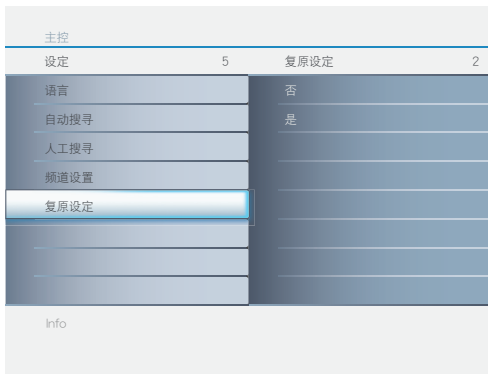 主控
设定 5 复原设定 2
语言 否
自动搜寻 是
人工搜寻
频道设置
复原设定
Info